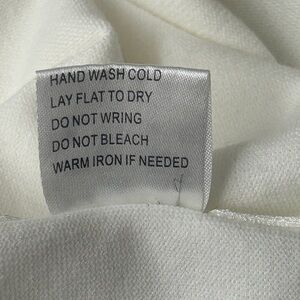 HAND WASH COLD
LAY FLAT TO DRY
DO NOT WRING
DO NOT BLEACH
WARM IRON IF NEEDED